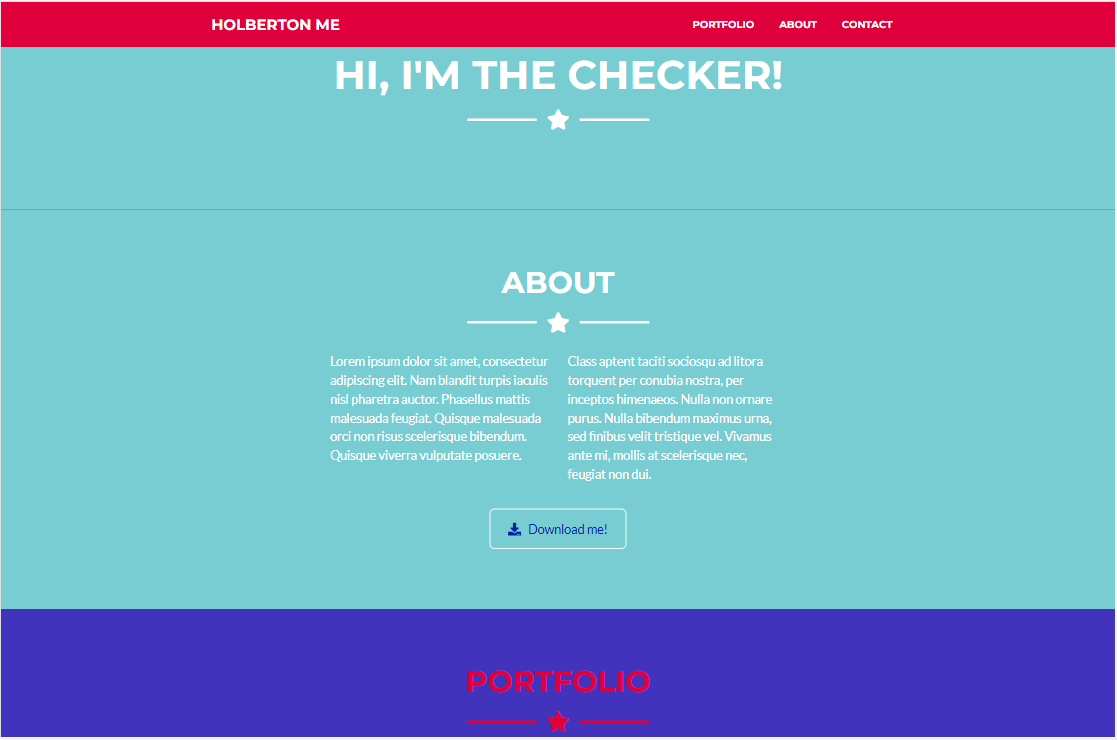 HOLBERTON ME
PORTFOLIO ABOUT CONTACT
HI, I'M THE CHECKER!
ABOUT
Lorem ipsum dolor sit amet, consectetur
adipiscing elit. Nam blandit turpis iaculis
nisl pharetra auctor. Phasellus mattis
malesuada feugiat. Quisque malesuada
orci non risus scelerisque bibendum.
Quisque viverra vulputate posuere.
Class aptent taciti sociosqu ad litora
torquent per conubia nostra, per
inceptos himenaeos. Nulla non ornare
purus. Nulla bibendum maximus urna,
sed finibus velit tristique vel. Vivamus
ante mi, mollis at scelerisque nec,
feugiat non dui.
Download me!
PORTFOLIO